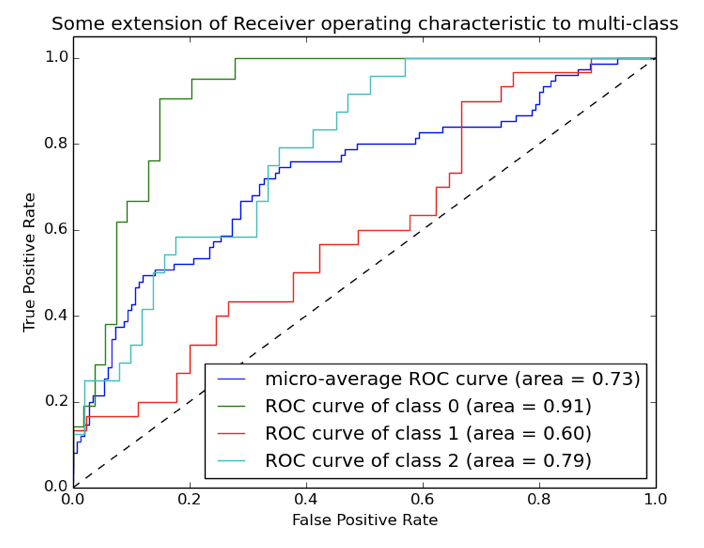 Some extension of Receiver operating characteristic to multi-class
1.0
0.8
0.6
0.4
0.2
0.0
True Positive Rate
micro-average ROC curve (area = 0.73)
ROC curve of class 0 (area = 0.91)
ROC curve of class 1 (area = 0.60)
ROC curve of class 2 (area = 0.79)
0.0 0.2 0.4 0.6 0.8 1.0
False Positive Rate